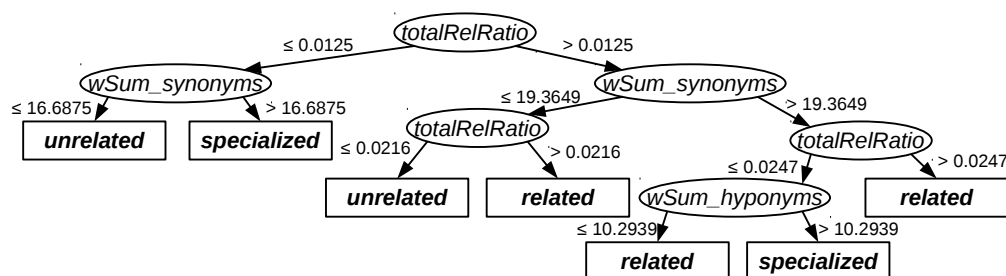 totalRelRatio
≤ 0.0125
> 0.0125
wSum_synonyms
wSum_synonyms
≤ 16.6875
> 16.6875
≤ 19.3649
> 19.3649
unrelated
specialized
totalRelRatio
totalRelRatio
≤ 0.0216
> 0.0216
≤ 0.0247
> 0.0247
unrelated
related
wSum_hyponyms
related
≤ 10.2939
> 10.2939
related
specialized